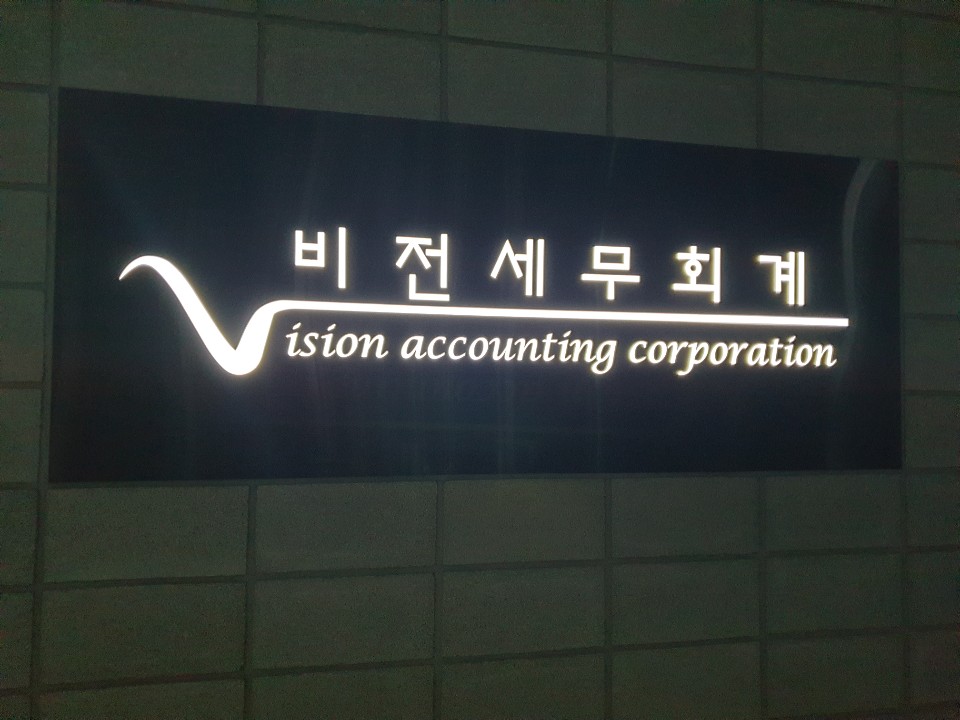 비전세무회계
Vision accounting corporation